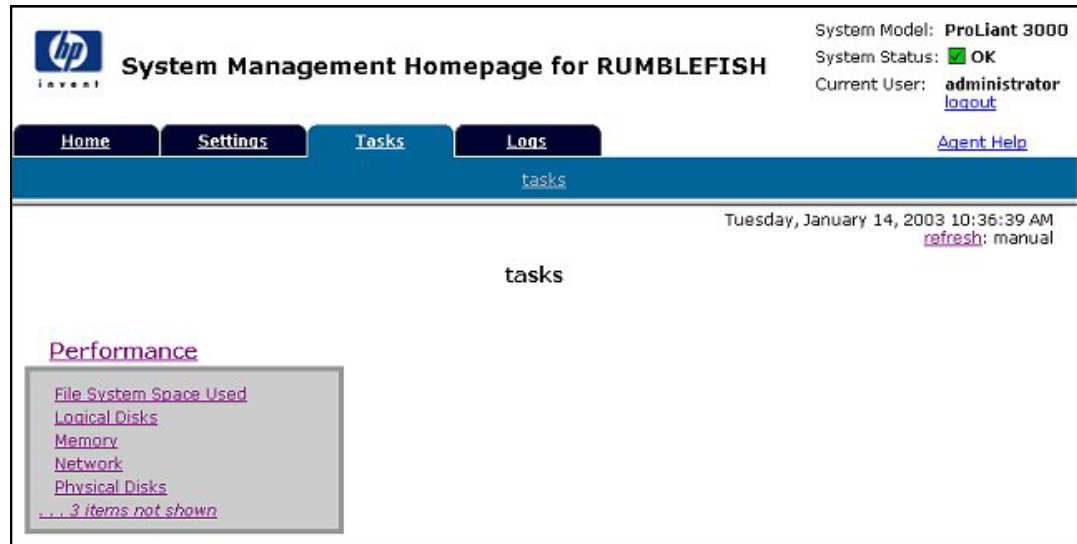 hp
invent
System Management Homepage for RUMBLEFISH
System Model: ProLiant 3000
System Status: OK
Current User: administrator
logout
Home Settings Tasks Logs
Agent Help
tasks
Tuesday, January 14, 2003 10:36:39 AM
refresh: manual
tasks
Performance
File System Space Used
Logical Disks
Memory
Network
Physical Disks
. . . 3 items not shown